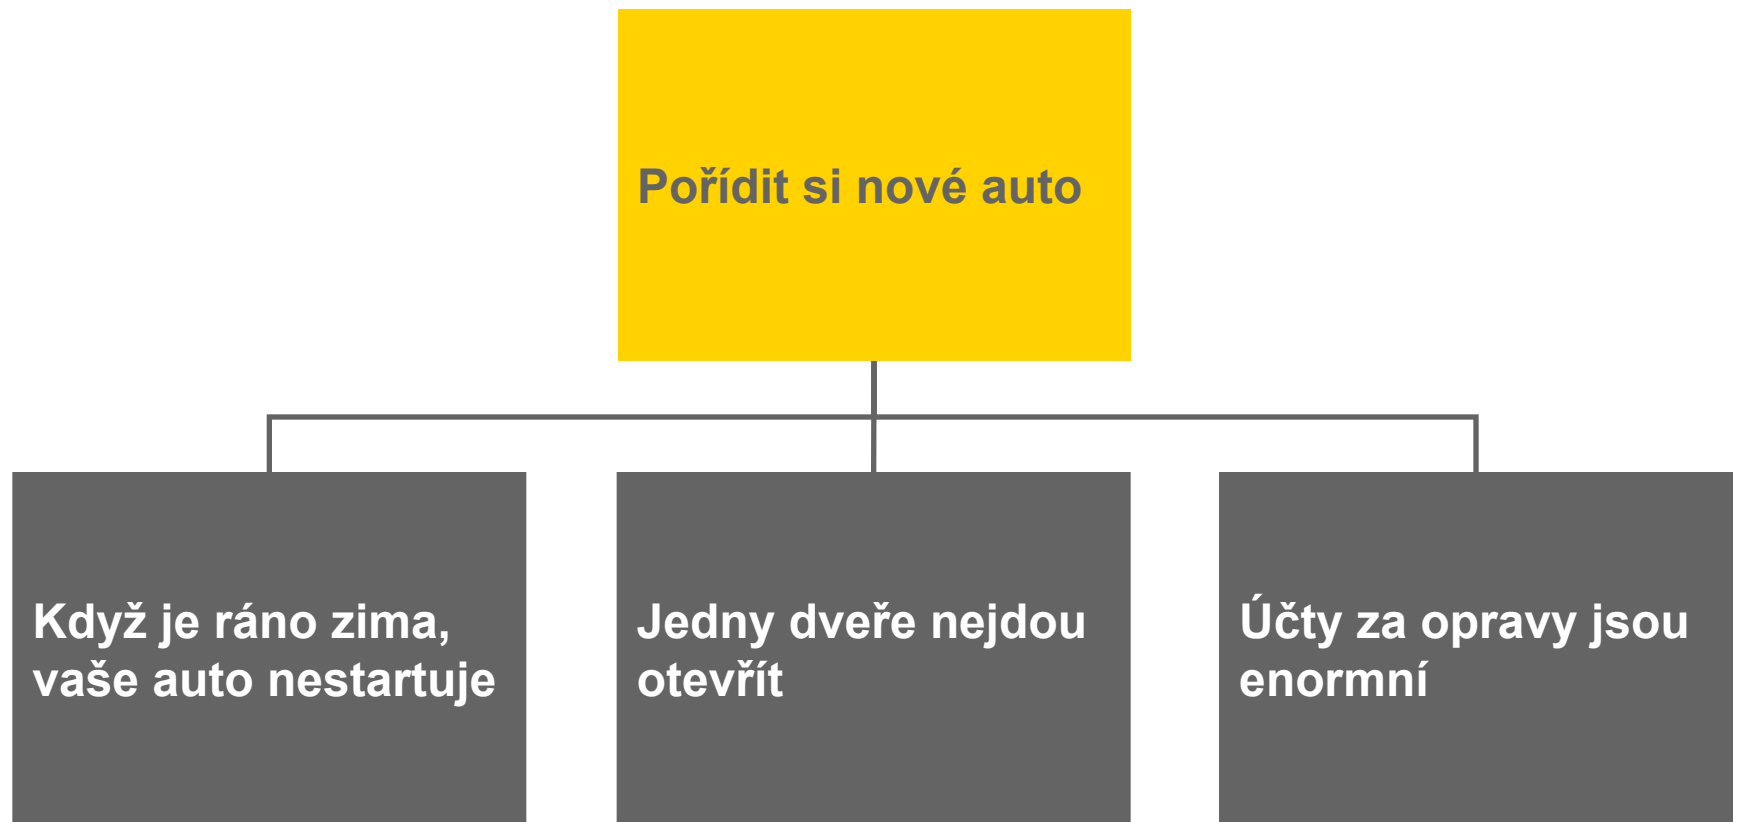 Pořídit si nové auto
Když je ráno zima,
vaše auto nestartuje
Jedny dveře nejdou
otevřít
Účty za opravy jsou
enormní